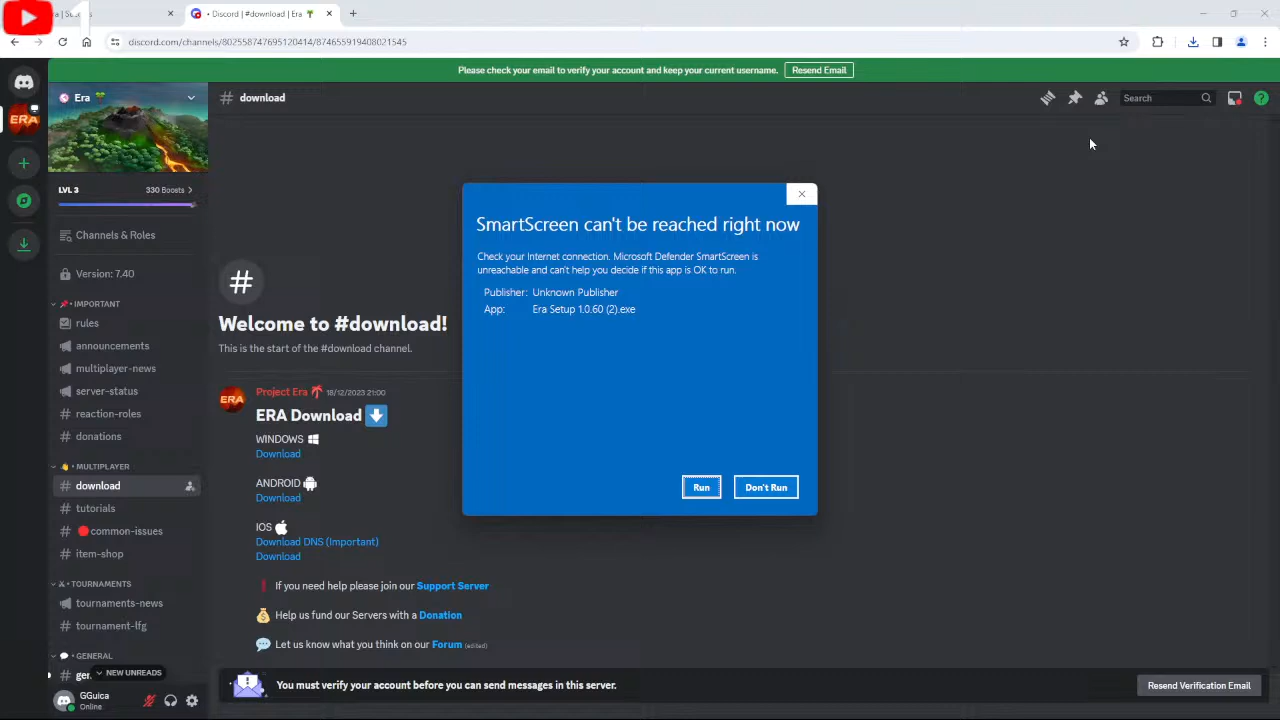 Discord | #download | Era
discord.com/channels/802558747695120414/874655919408021545
Please check your email to verify your account and keep your current username.
Resend Email
Era
# download
Search
ERA
LVL 3
330 Boosts
Channels & Roles
Version: 7.40
IMPORTANT
rules
announcements
multiplayer-news
server-status
# reaction-roles
# donations
MULTIPLAYER
# download
# tutorials
# common-issues
# item-shop
TOURNAMENTS
tournaments-news
# tournament-lfg
GENERAL
NEW UNREADS
GGuica
Online
SmartScreen can't be reached right now
Check your Internet connection. Microsoft Defender SmartScreen is
unreachable and can't help you decide if this app is OK to run.
Publisher: Unknown Publisher
App: Era Setup 1.0.60 (2).exe
Run
Don't Run
#
Welcome to #download!
This is the start of the #download channel.
ERA
Project Era 18/12/2023 21:00
ERA Download
WINDOWS
Download
ANDROID
Download
IOS
Download DNS (Important)
Download
If you need help please join our Support Server
Help us fund our Servers with a Donation
Let us know what you think on our Forum (edited)
You must verify your account before you can send messages in this server.
Resend Verification Email